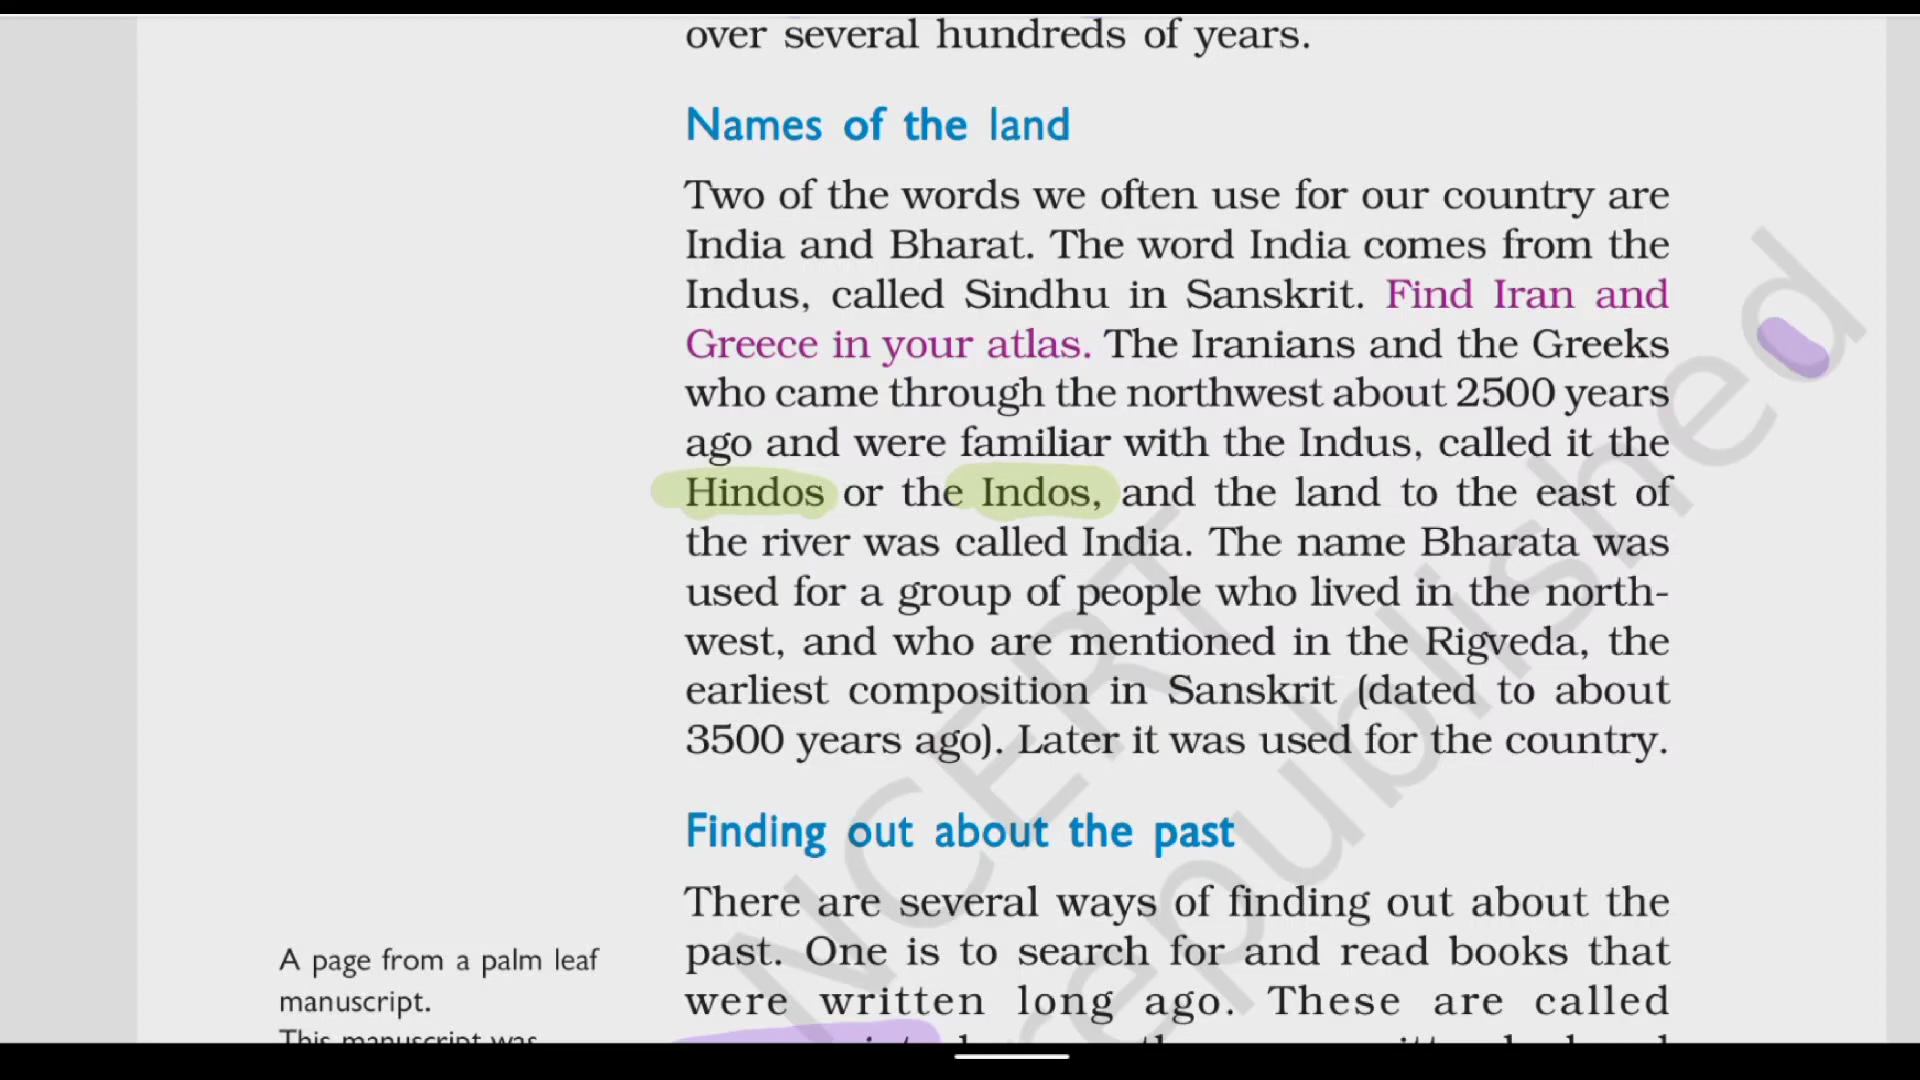 over several hundreds of years.
Names of the land
Two of the words we often use for our country are
India and Bharat. The word India comes from the
Indus, called Sindhu in Sanskrit. Find Iran and
Greece in your atlas. The Iranians and the Greeks
who came through the northwest about 2500 years
ago and were familiar with the Indus, called it the
Hindos or the Indos, and the land to the east of
the river was called India. The name Bharata was
used for a group of people who lived in the north-
west, and who are mentioned in the Rigveda, the
earliest composition in Sanskrit (dated to about
3500 years ago). Later it was used for the country.
Finding out about the past
There are several ways of finding out about the
past. One is to search for and read books that
were written long ago. These are called
A page from a palm leaf
manuscript.
This manuscript was
NCERT
republished